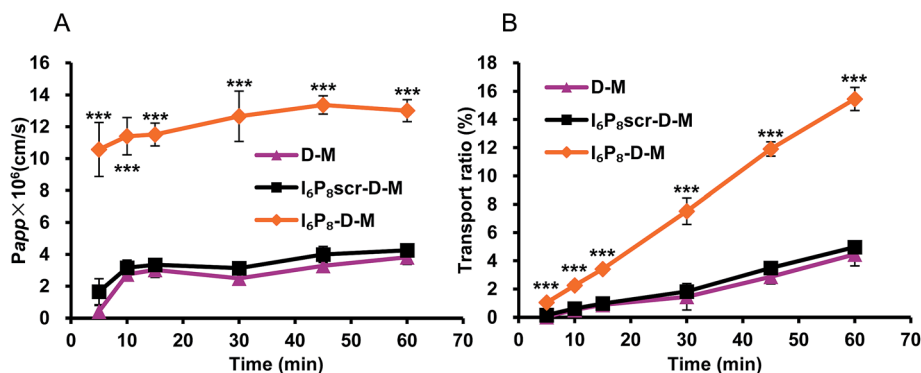 A
Papp×10⁶(cm/s)
16
14
12
10
8
6
4
2
0
***
***
***
***
***
***
D-M
I₆P₈scr-D-M
I₆P₈-D-M
0 10 20 30 40 50 60 70
Time (min)
B
Transport ratio (%)
18
16
14
12
10
8
6
4
2
0
D-M
I₆P₈scr-D-M
I₆P₈-D-M
***
***
***
***
***
***
0 10 20 30 40 50 60 70
Time (min)